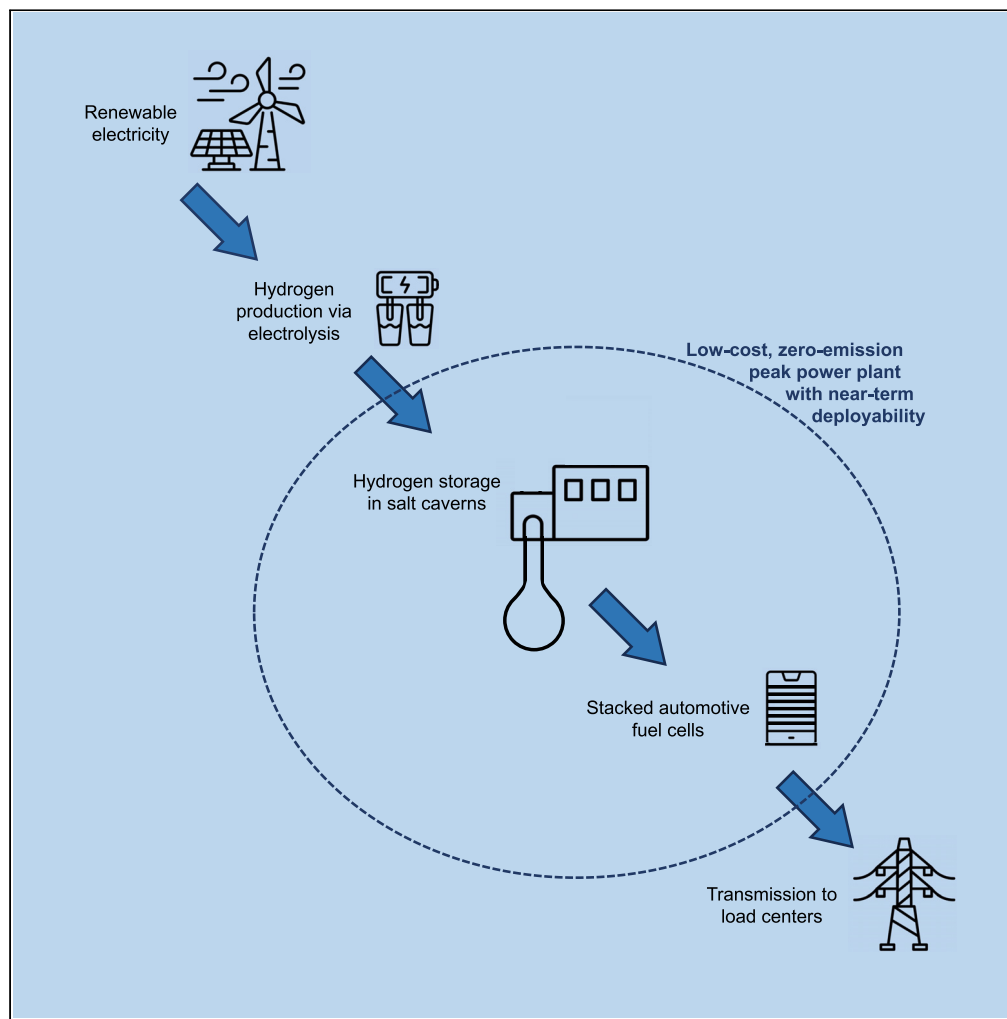 Renewable
electricity
Hydrogen
production via
electrolysis
Low-cost, zero-emission
peak power plant
with near-term
deployability
Hydrogen storage
in salt caverns
Stacked automotive
fuel cells
Transmission to
load centers